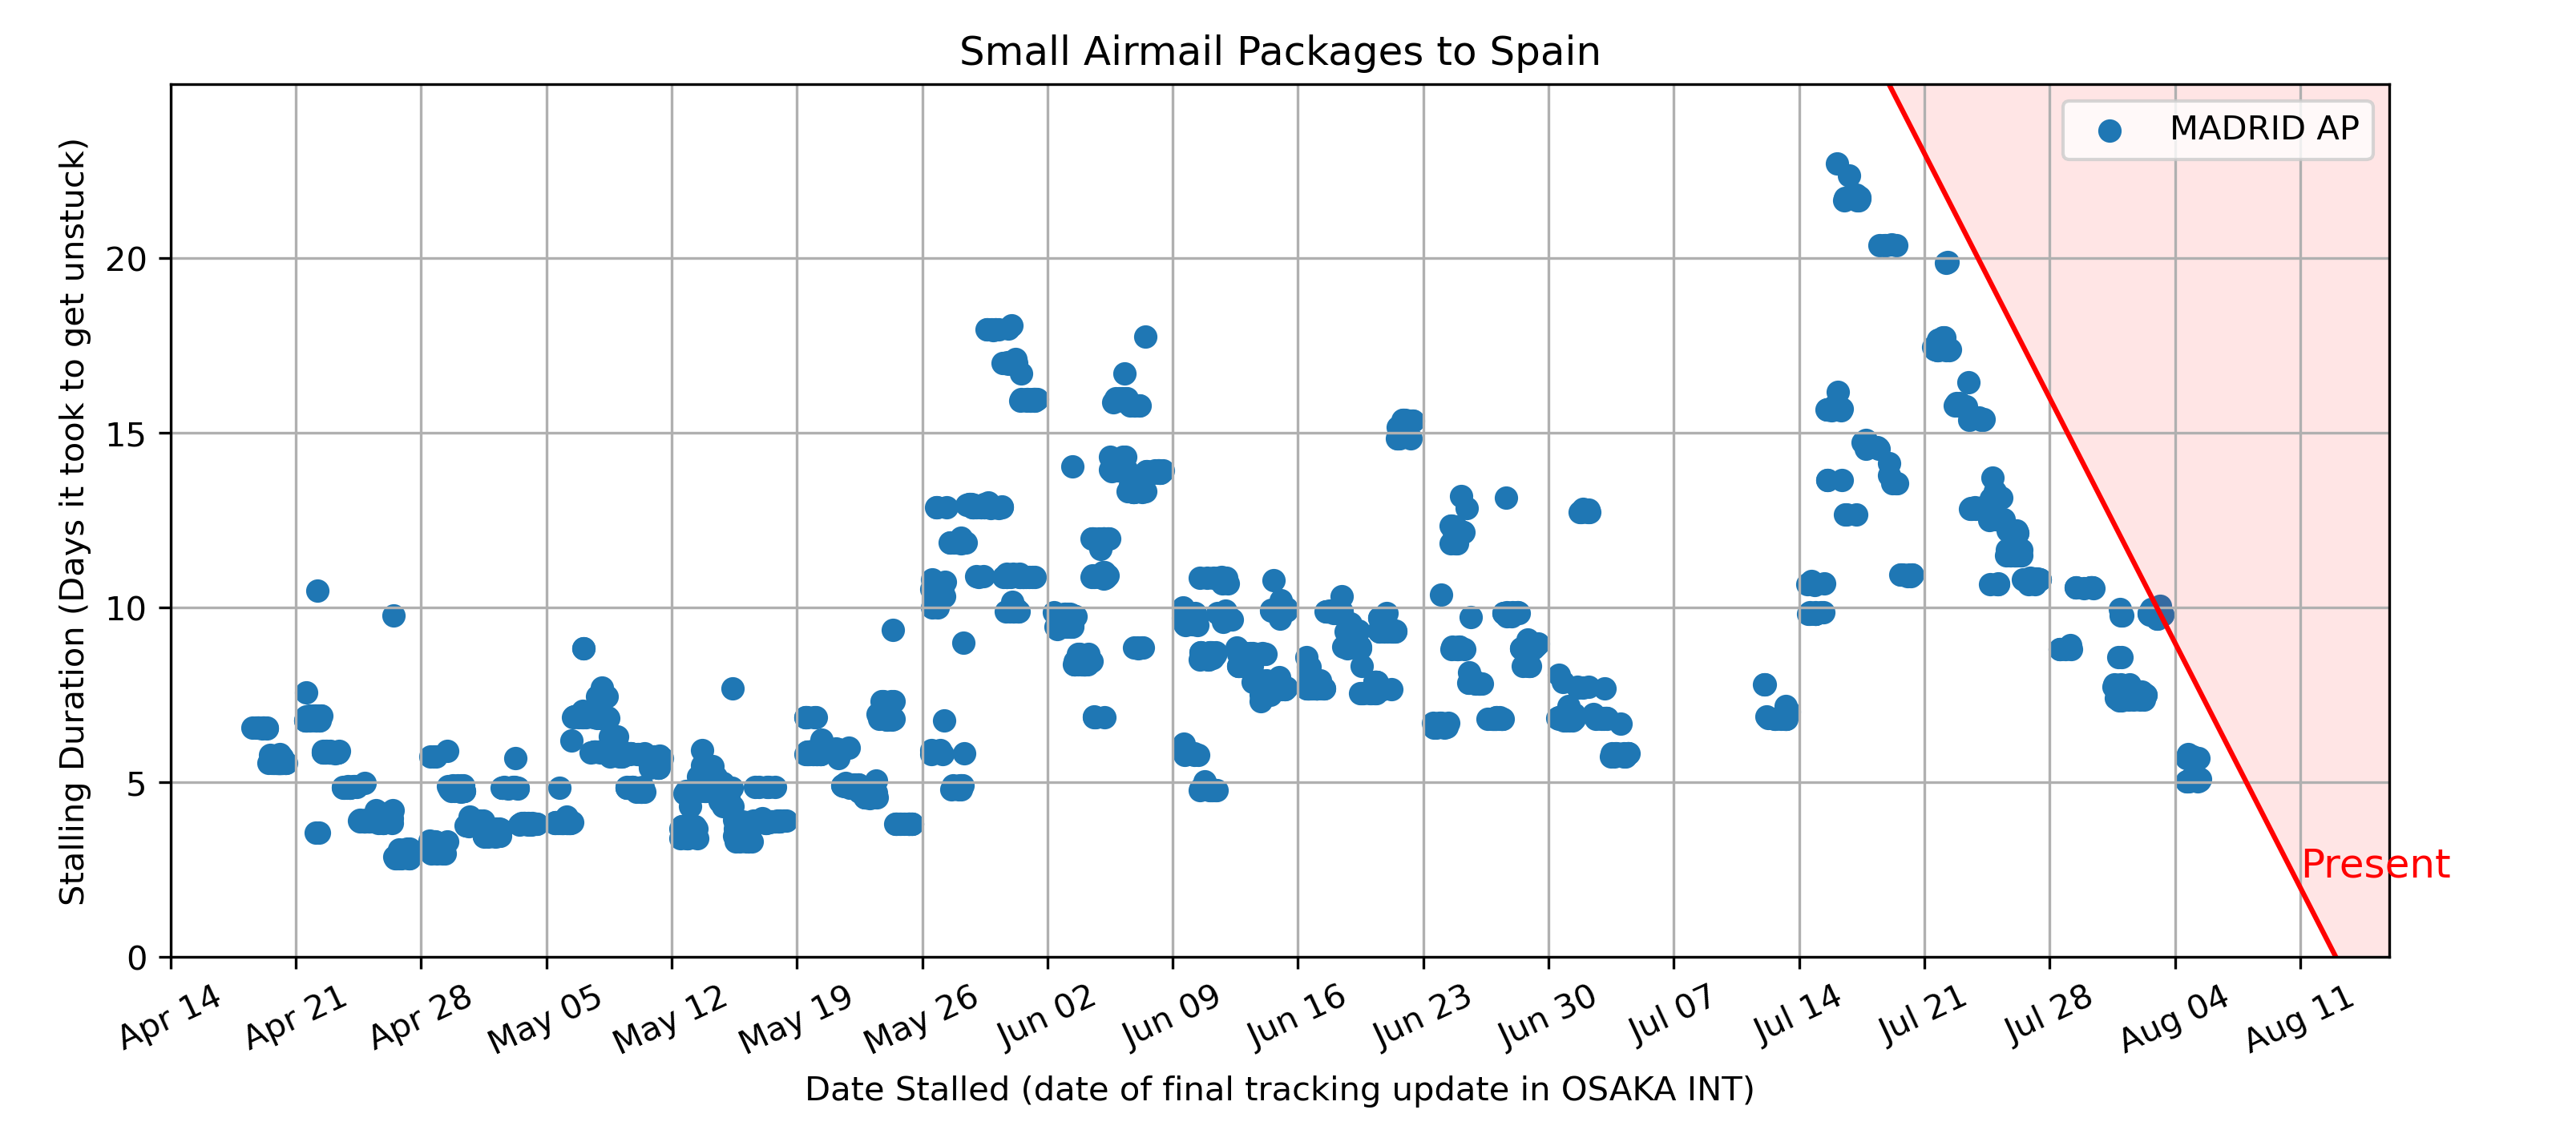 Small Airmail Packages to Spain
MADRID AP
Stalling Duration (Days it took to get unstuck)
20
15
10
5
0
Present
Apr 14
Apr 21
Apr 28
May 05
May 12
May 19
May 26
Jun 02
Jun 09
Jun 16
Jun 23
Jun 30
Jul 07
Jul 14
Jul 21
Jul 28
Aug 04
Aug 11
Date Stalled (date of final tracking update in OSAKA INT)